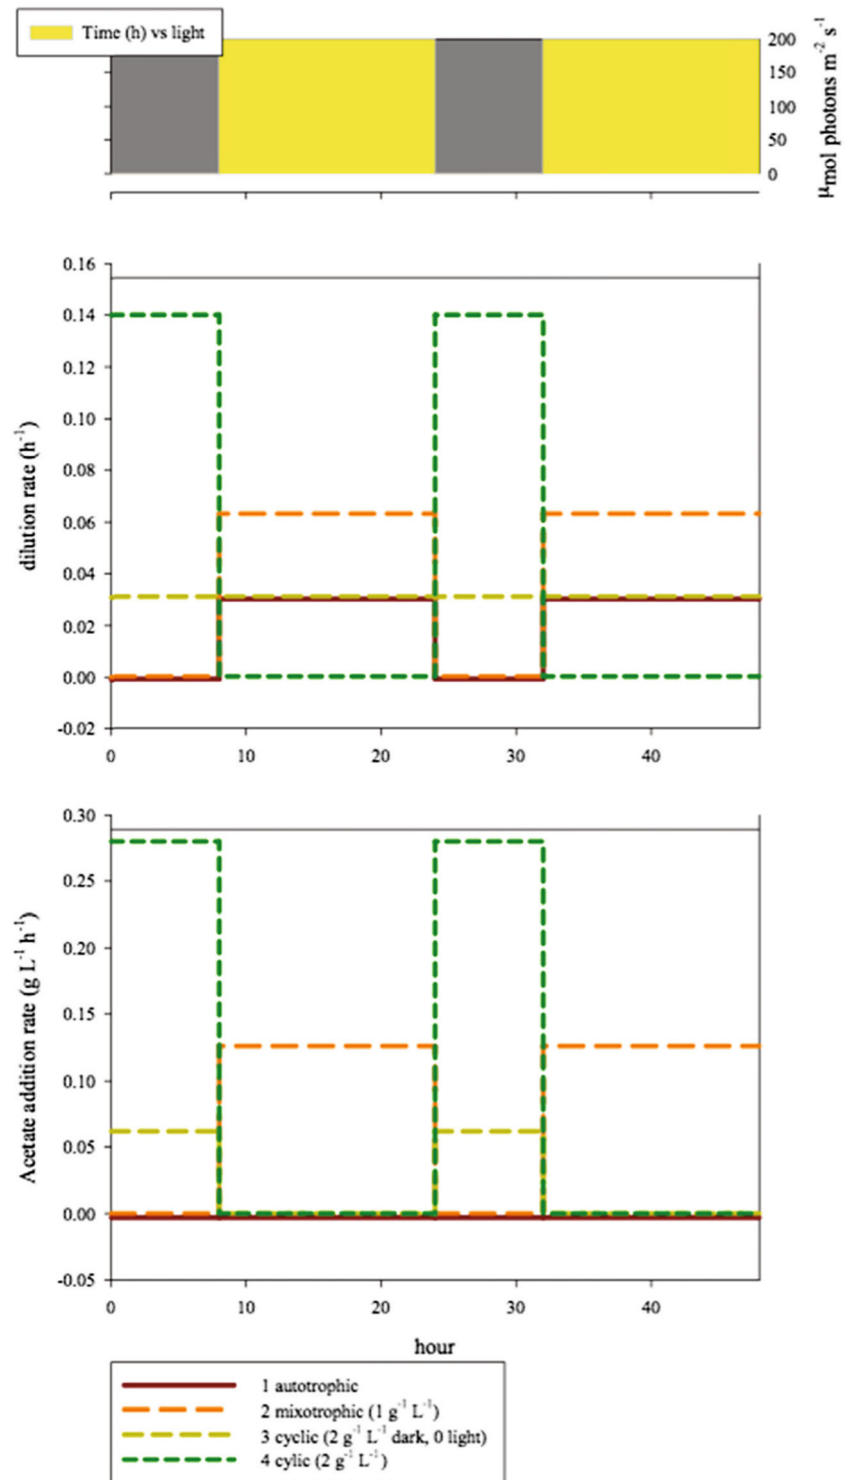 Time (h) vs light
200
150
100
50
0
μmol photons m⁻² s⁻¹
0.16
0.14
0.12
0.10
0.08
0.06
0.04
0.02
0.00
-0.02
dilution rate (h⁻¹)
0 10 20 30 40
0.30
0.25
0.20
0.15
0.10
0.05
0.00
-0.05
Acetate addition rate (g L⁻¹ h⁻¹)
0 10 20 30 40
hour
1 autotrophic
2 mixotrophic (1 g⁻¹ L⁻¹)
3 cyclic (2 g⁻¹ L⁻¹ dark, 0 light)
4 cylic (2 g⁻¹ L⁻¹)